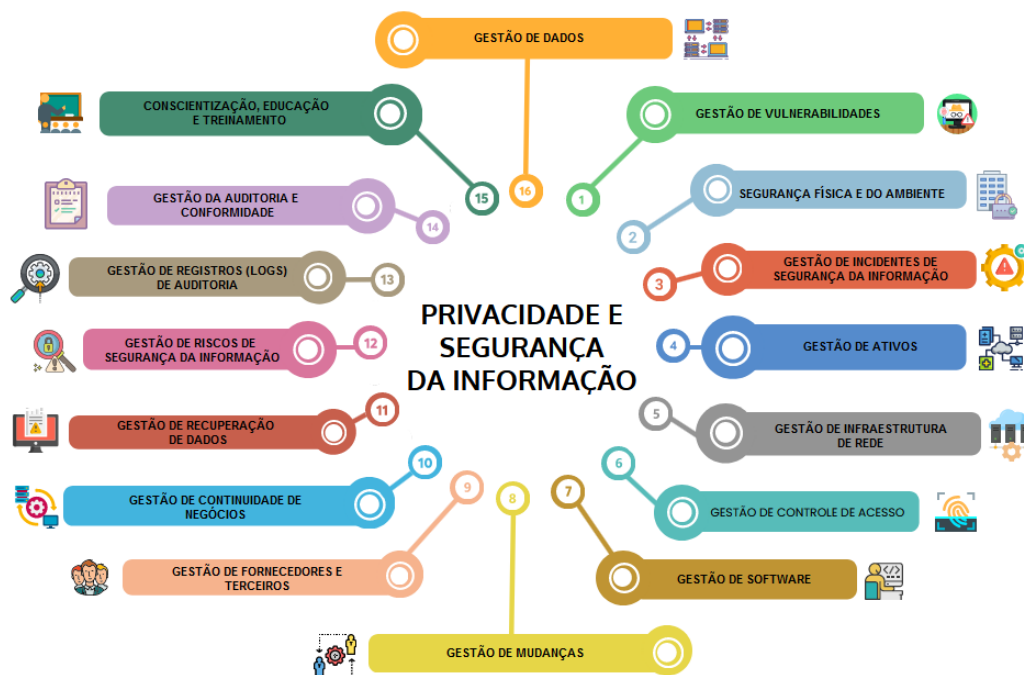 PRIVACIDADE E
SEGURANÇA
DA INFORMAÇÃO
1
GESTÃO DE VULNERABILIDADES
2
SEGURANÇA FÍSICA E DO AMBIENTE
3
GESTÃO DE INCIDENTES DE
SEGURANÇA DA INFORMAÇÃO
4
GESTÃO DE ATIVOS
5
GESTÃO DE INFRAESTRUTURA
DE REDE
6
GESTÃO DE CONTROLE DE ACESSO
7
GESTÃO DE SOFTWARE
8
GESTÃO DE MUDANÇAS
9
GESTÃO DE FORNECEDORES E
TERCEIROS
10
GESTÃO DE CONTINUIDADE DE
NEGÓCIOS
11
GESTÃO DE RECUPERAÇÃO
DE DADOS
12
GESTÃO DE RISCOS DE
SEGURANÇA DA INFORMAÇÃO
13
GESTÃO DE REGISTROS (LOGS)
DE AUDITORIA
14
GESTÃO DA AUDITORIA E
CONFORMIDADE
15
CONSCIENTIZAÇÃO, EDUCAÇÃO
E TREINAMENTO
16
GESTÃO DE DADOS